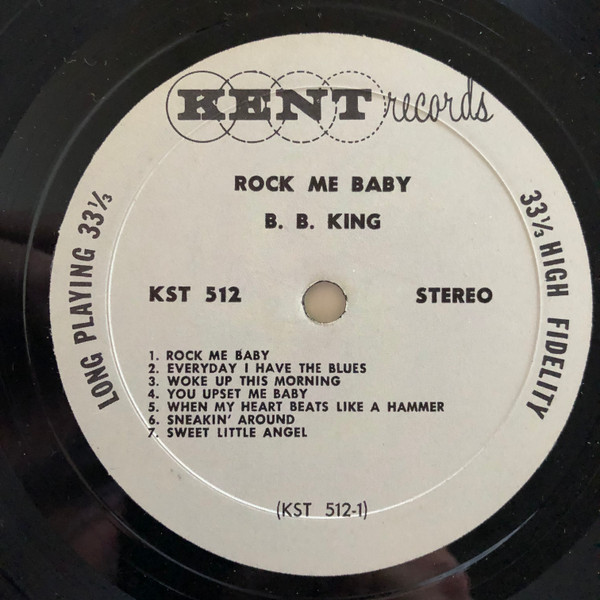 KENT records
ROCK ME BABY
B. B. KING
LONG PLAYING 33⅓
33⅓ HIGH FIDELITY
KST 512
STEREO
1. ROCK ME BABY
2. EVERYDAY I HAVE THE BLUES
3. WOKE UP THIS MORNING
4. YOU UPSET ME BABY
5. WHEN MY HEART BEATS LIKE A HAMMER
6. SNEAKIN' AROUND
7. SWEET LITTLE ANGEL
(KST 512-1)